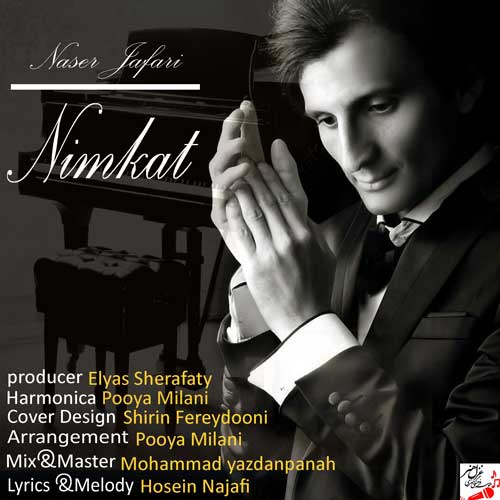 Naser Jafari
Nimkat
producer Elyas Sherafaty
Harmonica Pooya Milani
Cover Design Shirin Fereydooni
Arrangement Pooya Milani
Mix&Master Mohammad yazdanpanah
Lyrics &Melody Hosein Najafi